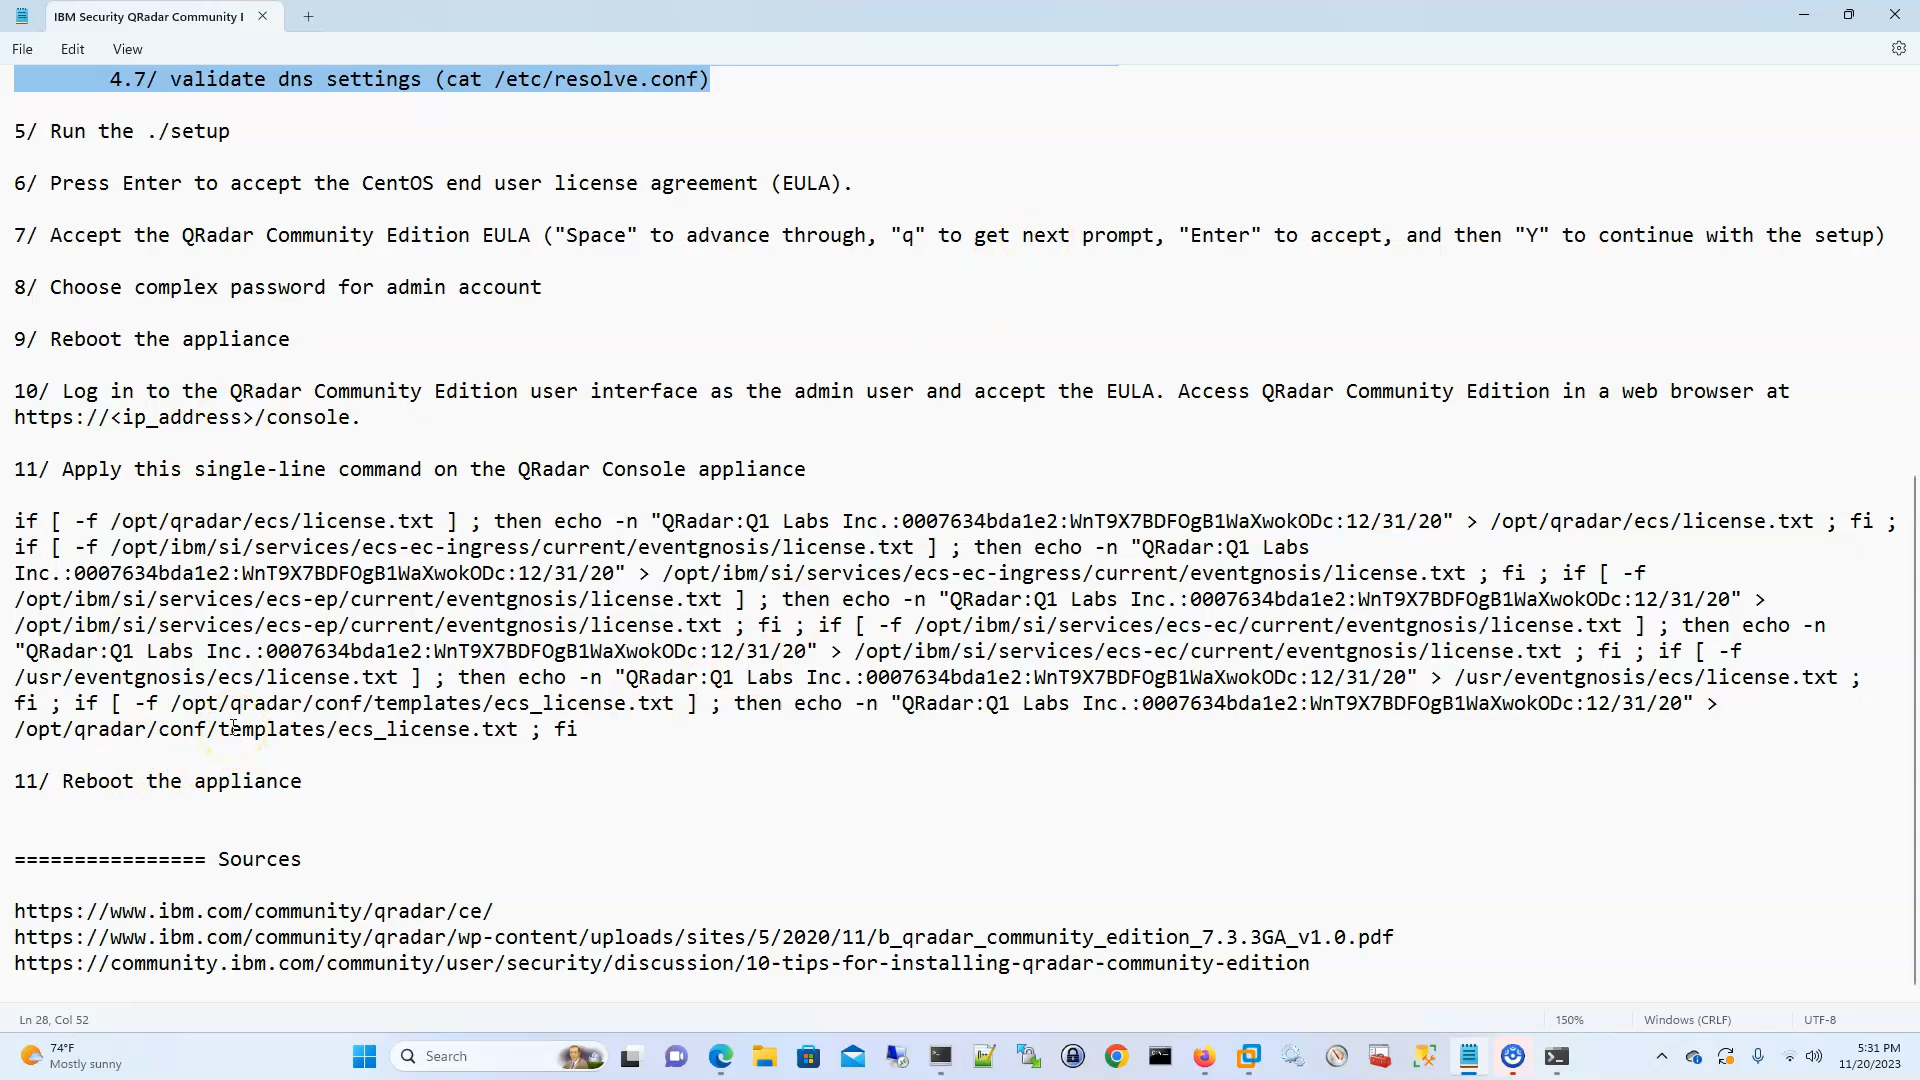 IBM Security QRadar Community I
File Edit View
4.7/ validate dns settings (cat /etc/resolve.conf)
5/ Run the ./setup
6/ Press Enter to accept the CentOS end user license agreement (EULA).
7/ Accept the QRadar Community Edition EULA ("Space" to advance through, "q" to get next prompt, "Enter" to accept, and then "Y" to continue with the setup)
8/ Choose complex password for admin account
9/ Reboot the appliance
10/ Log in to the QRadar Community Edition user interface as the admin user and accept the EULA. Access QRadar Community Edition in a web browser at
https://<ip_address>/console.
11/ Apply this single-line command on the QRadar Console appliance
if [ -f /opt/qradar/ecs/license.txt ] ; then echo -n "QRadar:Q1 Labs Inc.:0007634bda1e2:WnT9X7BDFOgB1WaXwokODc:12/31/20" > /opt/qradar/ecs/license.txt ; fi ;
if [ -f /opt/ibm/si/services/ecs-ec-ingress/current/eventgnosis/license.txt ] ; then echo -n "QRadar:Q1 Labs
Inc.:0007634bda1e2:WnT9X7BDFOgB1WaXwokODc:12/31/20" > /opt/ibm/si/services/ecs-ec-ingress/current/eventgnosis/license.txt ; fi ; if [ -f
/opt/ibm/si/services/ecs-ep/current/eventgnosis/license.txt ] ; then echo -n "QRadar:Q1 Labs Inc.:0007634bda1e2:WnT9X7BDFOgB1WaXwokODc:12/31/20" >
/opt/ibm/si/services/ecs-ep/current/eventgnosis/license.txt ; fi ; if [ -f /opt/ibm/si/services/ecs-ec/current/eventgnosis/license.txt ] ; then echo -n
"QRadar:Q1 Labs Inc.:0007634bda1e2:WnT9X7BDFOgB1WaXwokODc:12/31/20" > /opt/ibm/si/services/ecs-ec/current/eventgnosis/license.txt ; fi ; if [ -f
/usr/eventgnosis/ecs/license.txt ] ; then echo -n "QRadar:Q1 Labs Inc.:0007634bda1e2:WnT9X7BDFOgB1WaXwokODc:12/31/20" > /usr/eventgnosis/ecs/license.txt ;
fi ; if [ -f /opt/qradar/conf/templates/ecs_license.txt ] ; then echo -n "QRadar:Q1 Labs Inc.:0007634bda1e2:WnT9X7BDFOgB1WaXwokODc:12/31/20" >
/opt/qradar/conf/templates/ecs_license.txt ; fi
11/ Reboot the appliance
================ Sources
https://www.ibm.com/community/qradar/ce/
https://www.ibm.com/community/qradar/wp-content/uploads/sites/5/2020/11/b_qradar_community_edition_7.3.3GA_v1.0.pdf
https://community.ibm.com/community/user/security/discussion/10-tips-for-installing-qradar-community-edition
Ln 28, Col 52 150% Windows (CRLF) UTF-8
74°F
Mostly sunny
Search
5:31 PM
11/20/2023